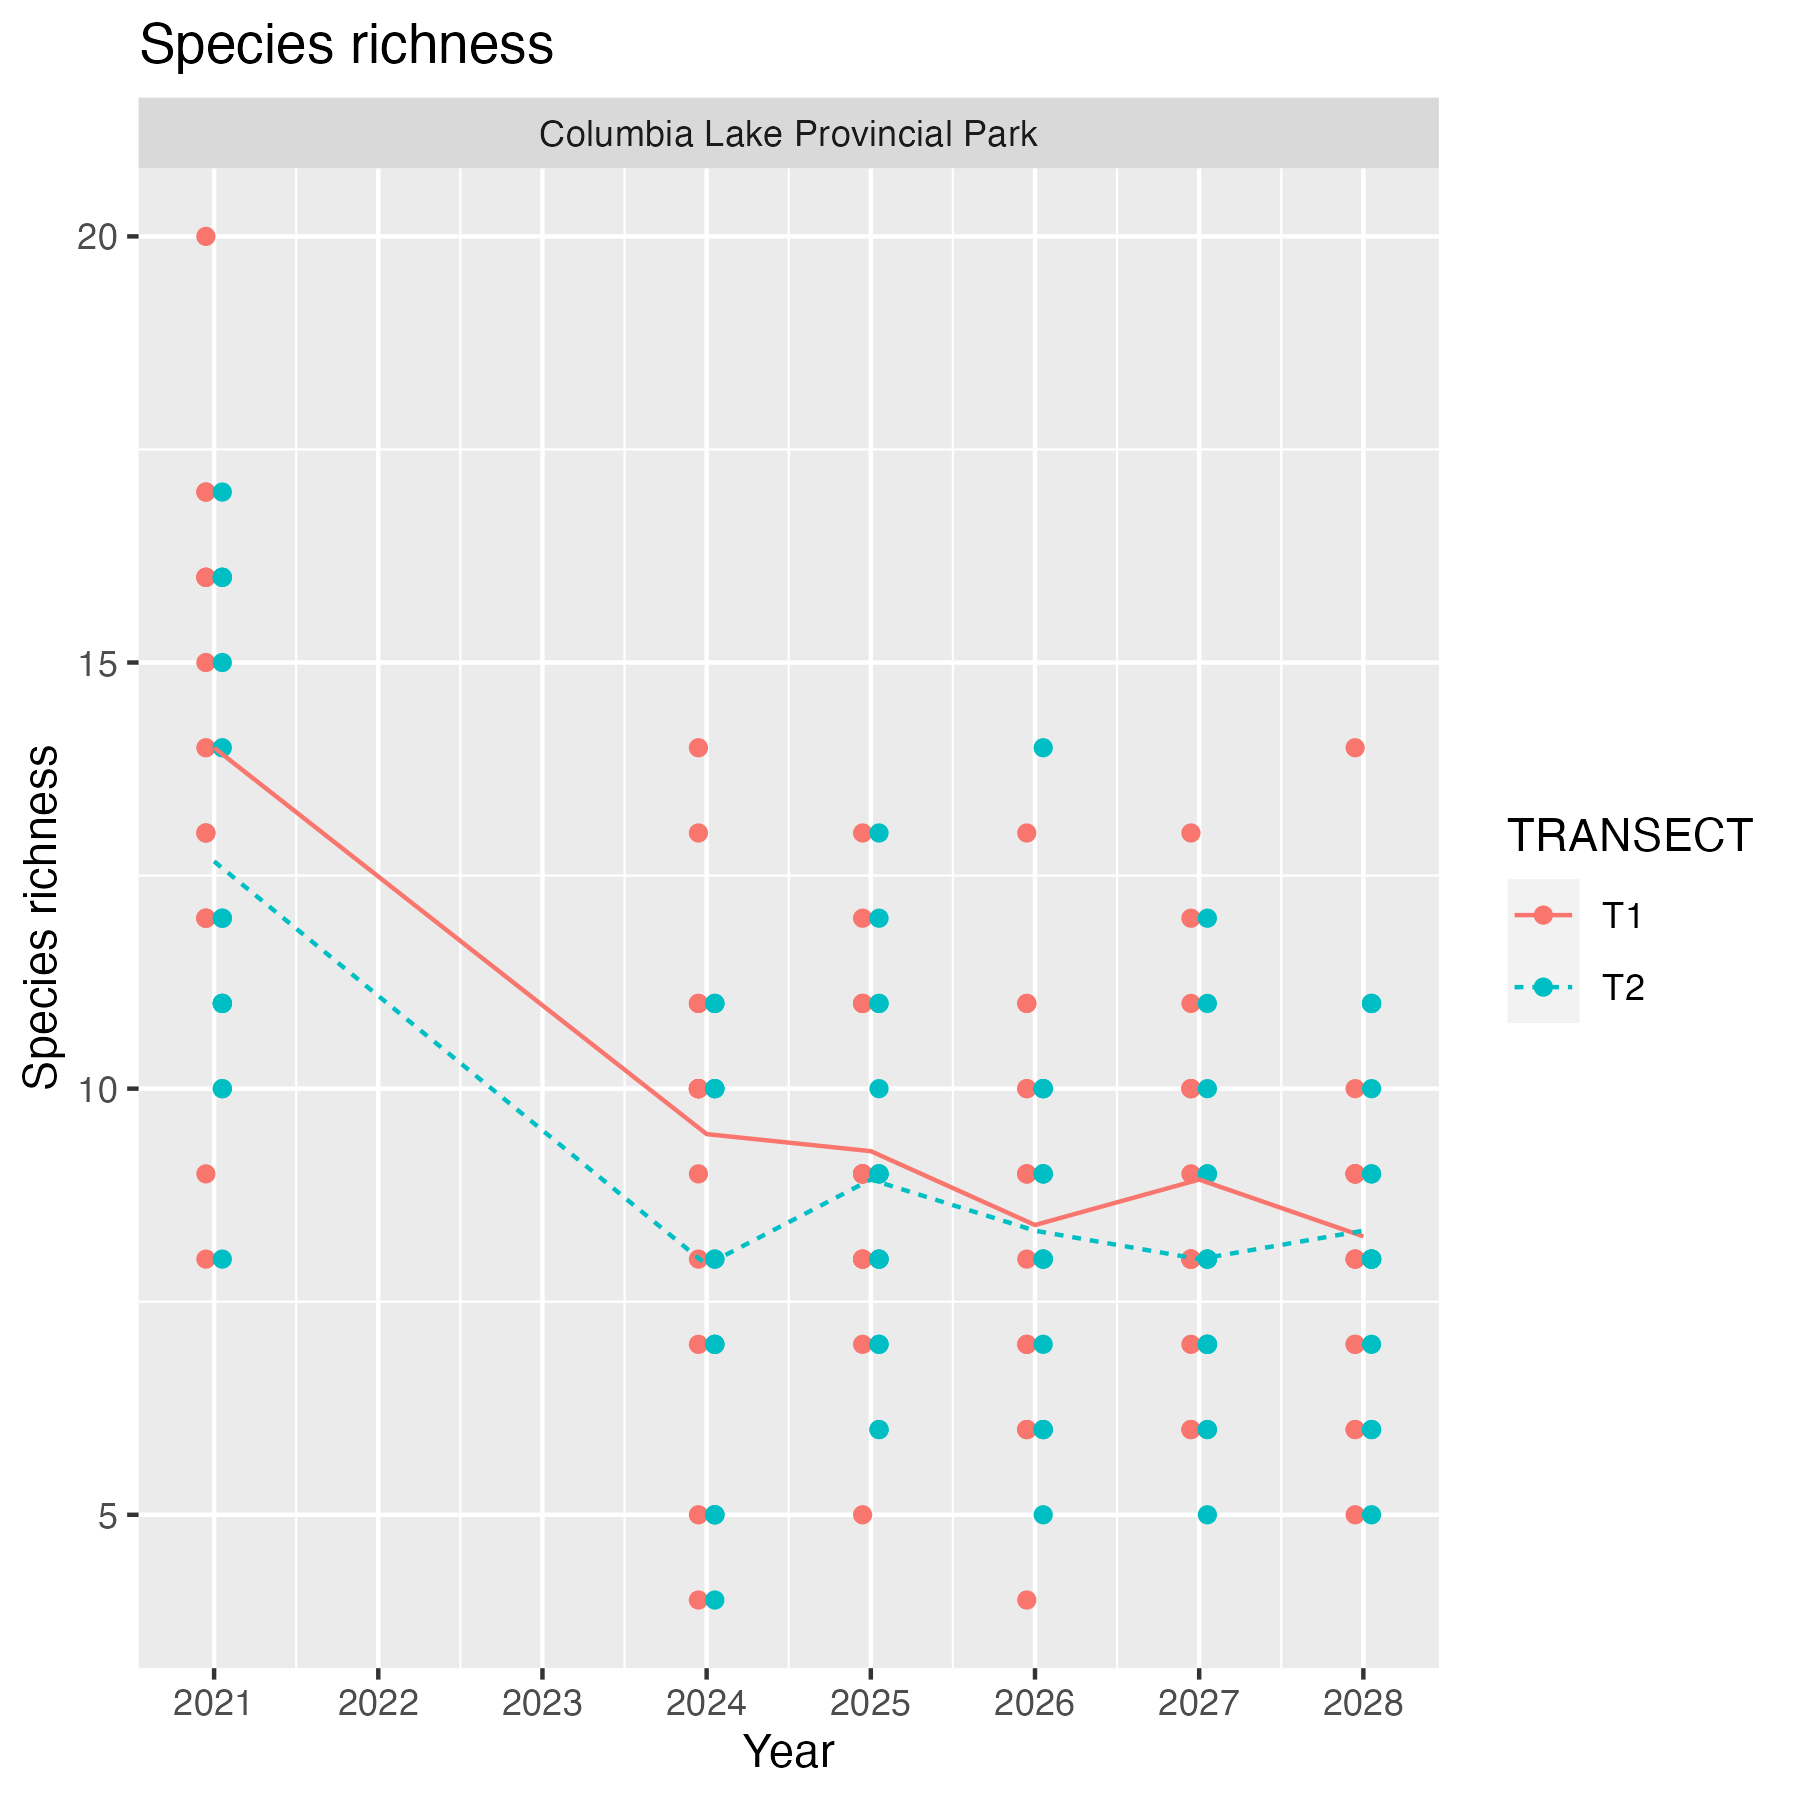 Species richness
Columbia Lake Provincial Park
20
15
10
5
Species richness
2021 2022 2023 2024 2025 2026 2027 2028
Year
TRANSECT
T1
T2